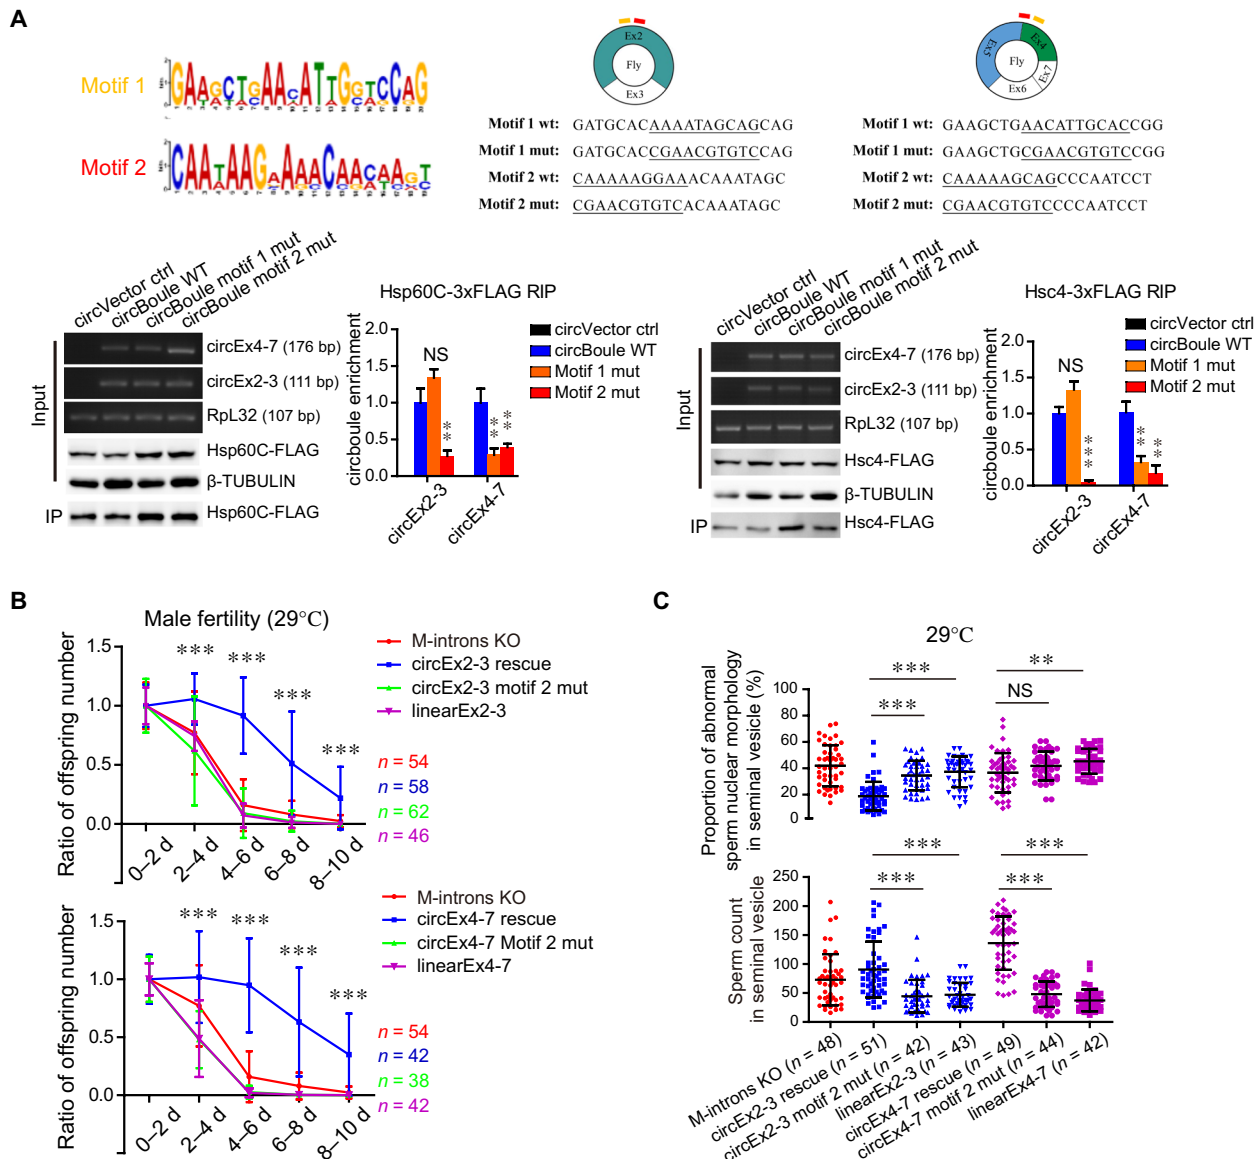 A
Motif 1
Motif 2
Ex2
Fly
Ex3
Ex5
Ex4
Fly
Ex7
Ex6
Motif 1 wt: GATGCACAAAATAGCAGCAG
Motif 1 mut: GATGCACCGAACGTGTCCAG
Motif 2 wt: CAAAAAGGAAACAAATAGC
Motif 2 mut: CGAACGTGTCACAAATAGC
Motif 1 wt: GAAGCTGAACATTGCACCGG
Motif 1 mut: GAAGCTGCGAACGTGTCCGG
Motif 2 wt: CAAAAAGCAGCCCAATCCT
Motif 2 mut: CGAACGTGTCCCCAATCCT
circVector ctrl
circBoule WT
circBoule motif 1 mut
circBoule motif 2 mut
Input
IP
circEx4-7 (176 bp)
circEx2-3 (111 bp)
RpL32 (107 bp)
Hsp60C-FLAG
β-TUBULIN
Hsp60C-FLAG
Hsp60C-3xFLAG RIP
circboule enrichment
2.0
1.5
1.0
0.5
0.0
NS
**
**
**
circEx2-3
circEx4-7
circVector ctrl
circBoule WT
Motif 1 mut
Motif 2 mut
circVector ctrl
circBoule WT
circBoule motif 1 mut
circBoule motif 2 mut
Input
IP
circEx4-7 (176 bp)
circEx2-3 (111 bp)
RpL32 (107 bp)
Hsc4-FLAG
β-TUBULIN
Hsc4-FLAG
Hsc4-3xFLAG RIP
circboule enrichment
2.0
1.5
1.0
0.5
0.0
NS
***
**
**
circEx2-3
circEx4-7
circVector ctrl
circBoule WT
Motif 1 mut
Motif 2 mut
B
Male fertility (29°C)
Ratio of offspring number
1.5
1.0
0.5
0.0
*** *** *** ***
0–2 d
2–4 d
4–6 d
6–8 d
8–10 d
M-introns KO
circEx2-3 rescue
circEx2-3 motif 2 mut
linearEx2-3
n = 54
n = 58
n = 62
n = 46
Ratio of offspring number
1.5
1.0
0.5
0.0
*** *** *** ***
0–2 d
2–4 d
4–6 d
6–8 d
8–10 d
M-introns KO
circEx4-7 rescue
circEx4-7 Motif 2 mut
linearEx4-7
n = 54
n = 42
n = 38
n = 42
C
29°C
Proportion of abnormal
sperm nuclear morphology
in seminal vesicle (%)
100
80
60
40
20
0
***
***
**
NS
Sperm count
in seminal vesicle
250
200
150
100
50
0
***
***
***
***
M-introns KO (n = 48)
circEx2-3 rescue (n = 51)
circEx2-3 motif 2 mut (n = 42)
linearEx2-3 (n = 43)
circEx4-7 rescue (n = 49)
circEx4-7 motif 2 mut (n = 44)
linearEx4-7 (n = 42)